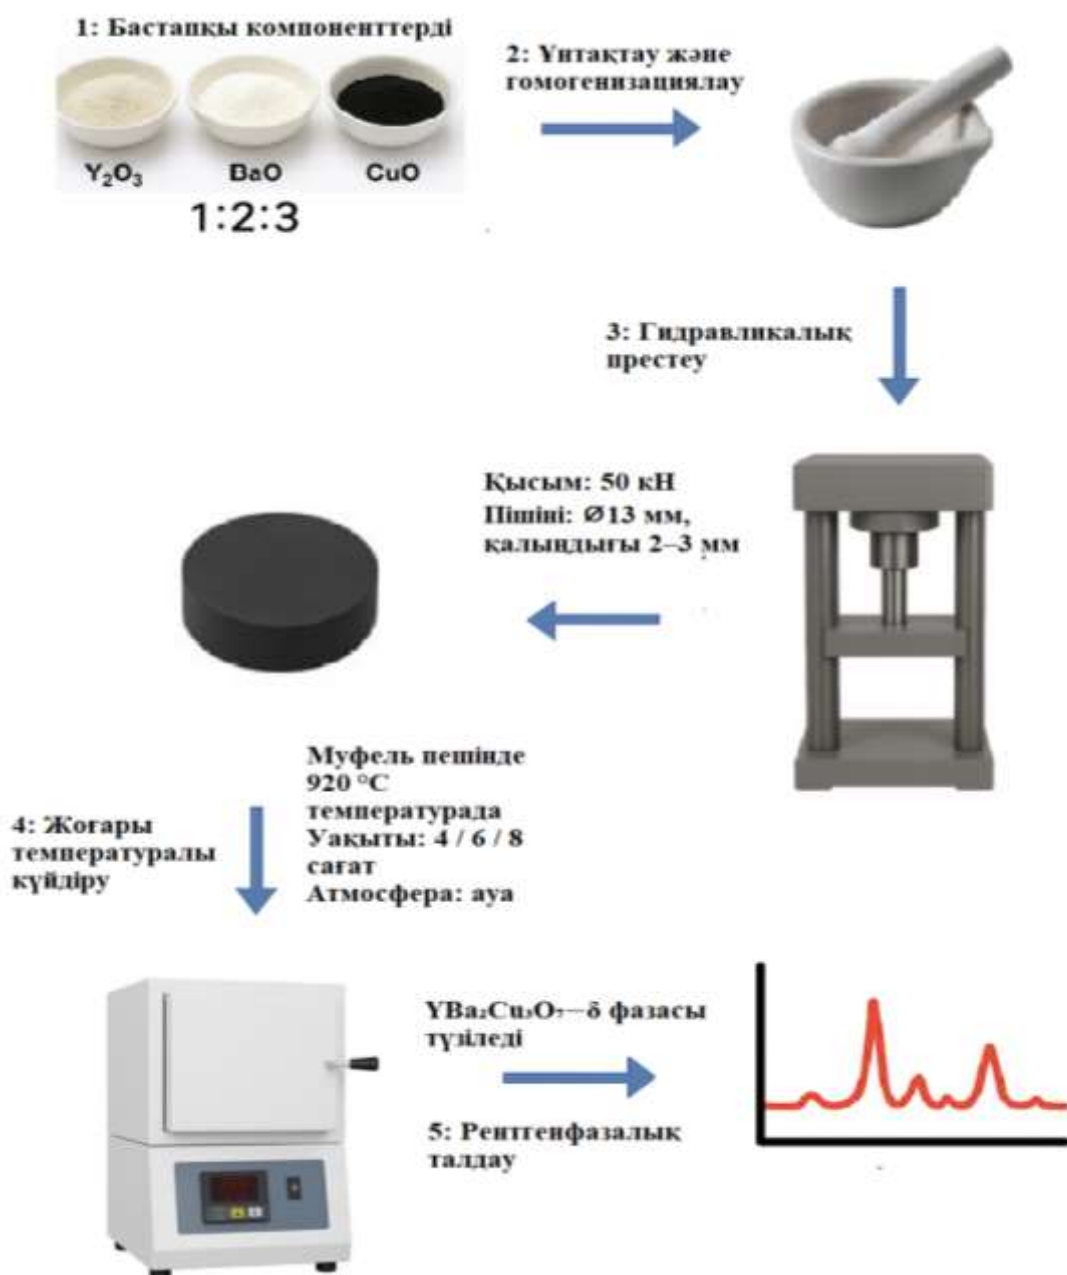 1: Бастапқы компоненттерді
Y₂O₃ BaO CuO
1:2:3
2: Ұнтақтау және
гомогенизациялау
3: Гидравликалық
престеу
Қысым: 50 кН
Пішіні: Ø13 мм,
қалыңдығы 2–3 мм
Муфель пешінде
920 °C
температурада
Уақыты: 4 / 6 / 8
сағат
Атмосфера: ауа
4: Жоғары
температуралы
күйдіру
YBa₂Cu₃O₇−δ фазасы
түзіледі
5: Рентгенфазалық
талдау